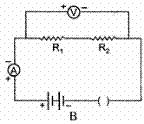 + V −
R₁ R₂
+ A −
+ −
( )
B